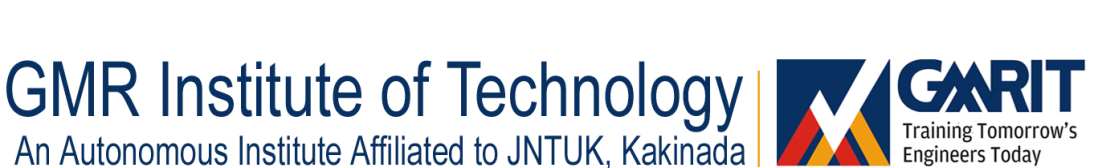 GMR Institute of Technology
An Autonomous Institute Affiliated to JNTUK, Kakinada
GMRIT
Training Tomorrow's
Engineers Today